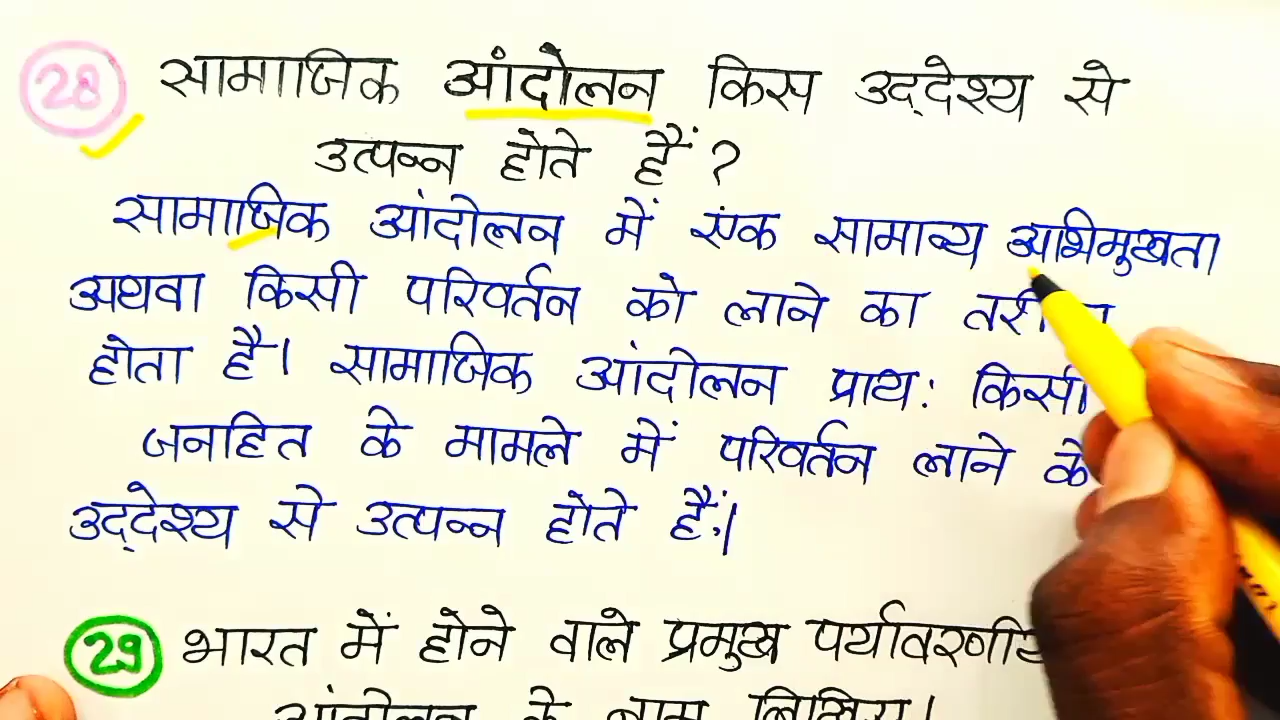 28 सामाजिक आंदोलन किस उद्देश्य से
उत्पन्न होते हैं?
सामाजिक आंदोलन में एक सामान्य अभिमुखता
अथवा किसी परिवर्तन को लाने का
होता है। सामाजिक आंदोलन प्रायः किसी
जनहित के मामले में परिवर्तन लाने के
उद्देश्य से उत्पन्न होते हैं।
29 भारत में होने वाले प्रमुख
आंदोलन के नाम लिखिए।